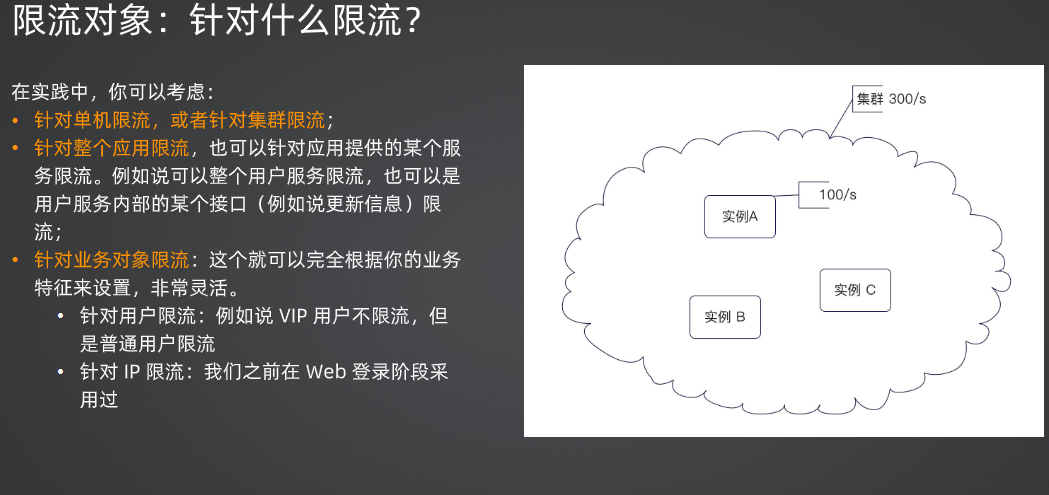 限流对象：针对什么限流？
在实践中，你可以考虑：
• 针对单机限流，或者针对集群限流；
• 针对整个应用限流，也可以针对应用提供的某个服
务限流。例如说可以整个用户服务限流，也可以是
用户服务内部的某个接口（例如说更新信息）限
流；
• 针对业务对象限流：这个就可以完全根据你的业务
特征来设置，非常灵活。
• 针对用户限流：例如说 VIP 用户不限流，但
是普通用户限流
• 针对 IP 限流：我们之前在 Web 登录阶段采
用过
集群 300/s
100/s
实例A
实例 C
实例 B